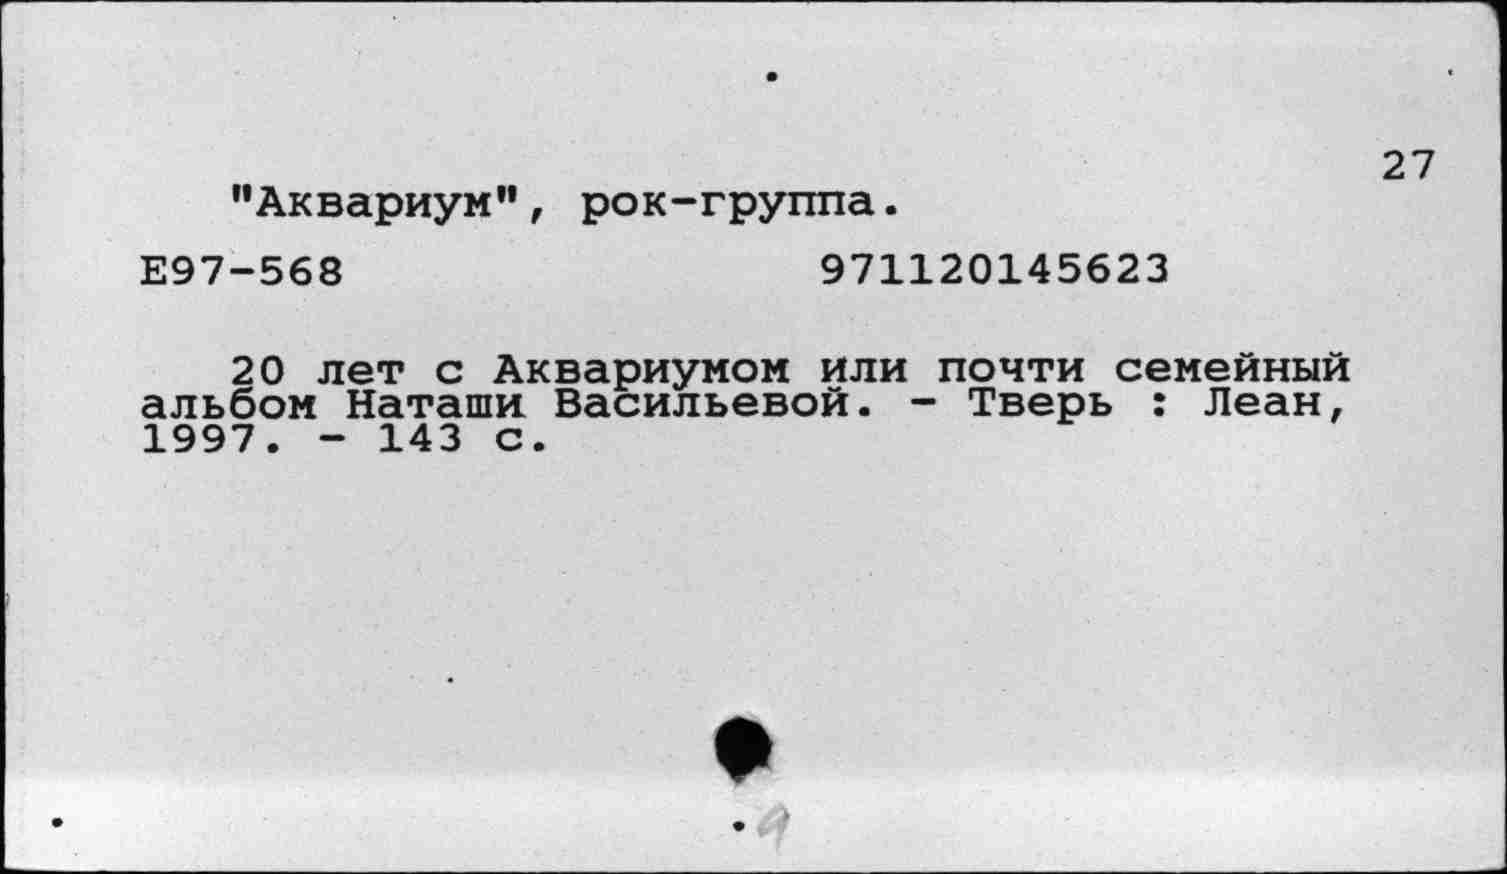 27
"Аквариум", рок-группа.
Е97-568 971120145623
20 лет с Аквариумом или почти семейный
альбом Наташи Васильевой. - Тверь : Леан,
1997. - 143 с.